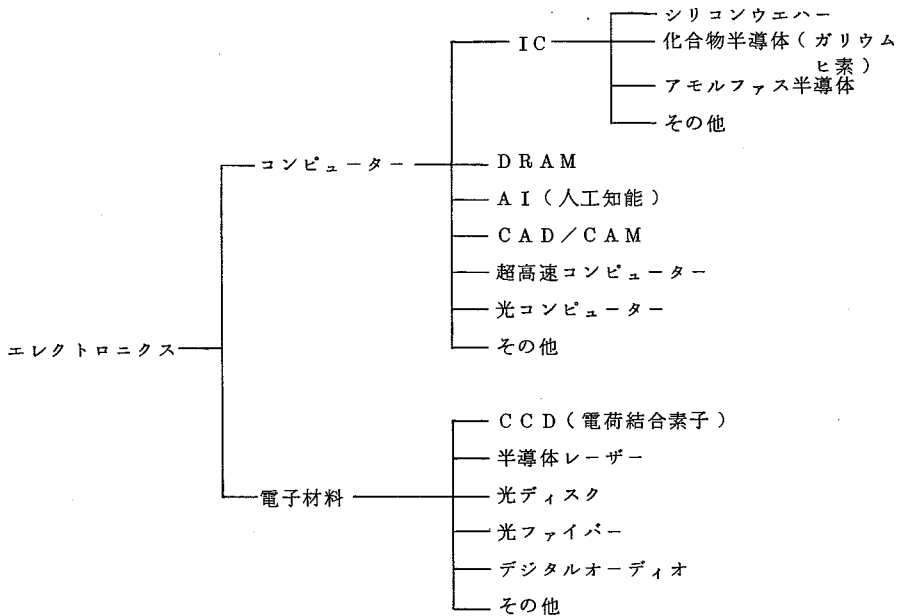 シリコンウエハー
IC
化合物半導体(ガリウム
ヒ素)
アモルファス半導体
その他
コンピューター
DRAM
AI(人工知能)
CAD/CAM
超高速コンピューター
光コンピューター
その他
エレクトロニクス
CCD(電荷結合素子)
半導体レーザー
電子材料
光ディスク
光ファイバー
デジタルオーディオ
その他